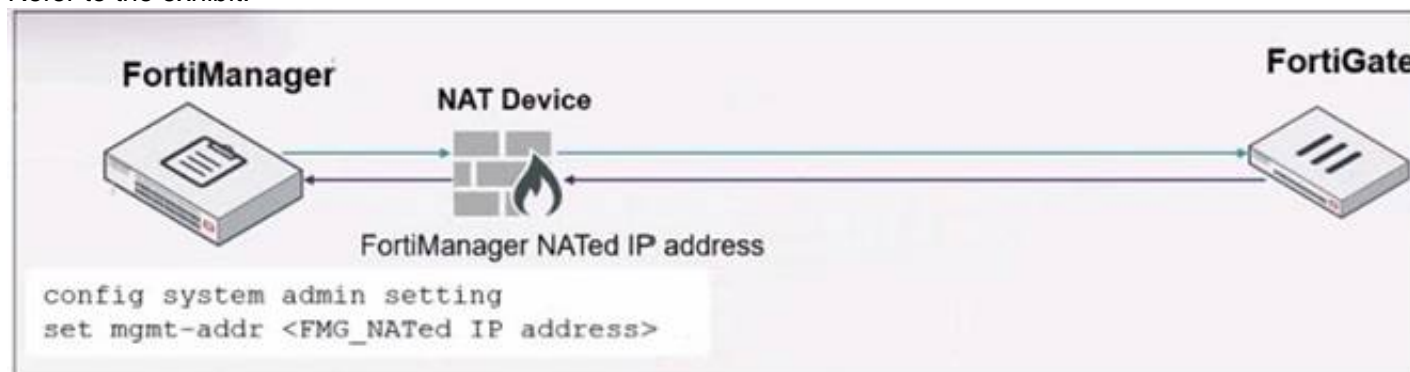 FortiManager
FortiGate
NAT Device
FortiManager NATed IP address
config system admin setting
set mgmt-addr <FMG_NATed IP address>